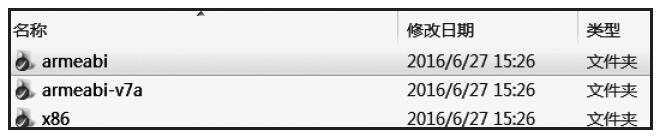 名称 修改日期 类型
armeabi 2016/6/27 15:26 文件夹
armeabi-v7a 2016/6/27 15:26 文件夹
x86 2016/6/27 15:26 文件夹